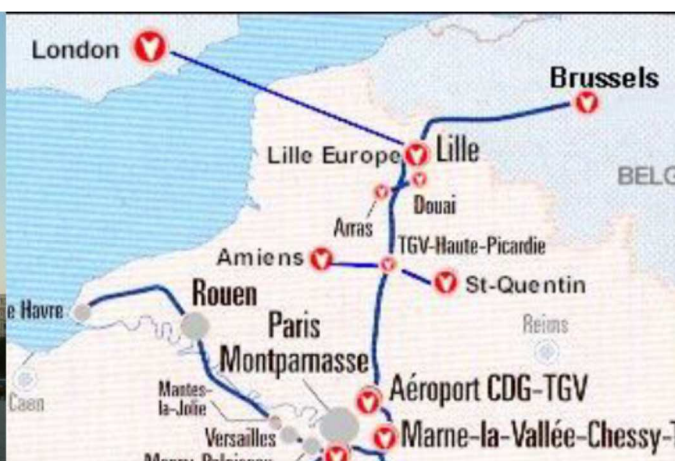 London
Brussels
Lille Europe
Lille
BELG
Arras
Douai
TGV-Haute-Picardie
Amiens
St-Quentin
e Havre
Rouen
Reims
Paris
Montparnasse
Caen
Mantes-
la-Jolie
Aéroport CDG-TGV
Versailles
Marne-la-Vallée-Chessy-T